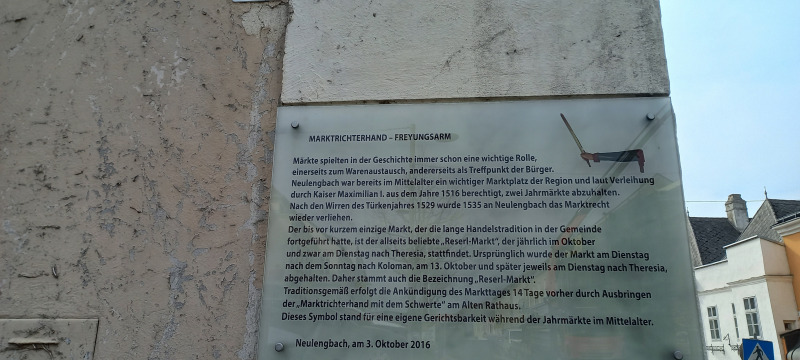 MARKTRICHTERHAND – FREYUNGSARM
Märkte spielten in der Geschichte immer schon eine wichtige Rolle,
einerseits zum Warenaustausch, andererseits als Treffpunkt der Bürger.
Neulengbach war bereits im Mittelalter ein wichtiger Marktplatz der Region und laut Verleihung
durch Kaiser Maximilian I. aus dem Jahre 1516 berechtigt, zwei Jahrmärkte abzuhalten.
Nach den Wirren des Türkenjahres 1529 wurde 1535 an Neulengbach das Marktrecht
wieder verliehen.
Der bis vor kurzem einzige Markt, der die lange Handelstradition in der Gemeinde
fortgeführt hatte, ist der allseits beliebte „Reserl-Markt", der jährlich im Oktober
und zwar am Dienstag nach Theresia, stattfindet. Ursprünglich wurde der Markt am Dienstag
nach dem Sonntag nach Koloman, am 13. Oktober und später jeweils am Dienstag nach Theresia,
abgehalten. Daher stammt auch die Bezeichnung „Reserl-Markt".
Traditionsgemäß erfolgt die Ankündigung des Markttages 14 Tage vorher durch Ausbringen
der „Marktrichterhand mit dem Schwerte" am Alten Rathaus.
Dieses Symbol stand für eine eigene Gerichtsbarkeit während der Jahrmärkte im Mittelalter.
Neulengbach, am 3. Oktober 2016